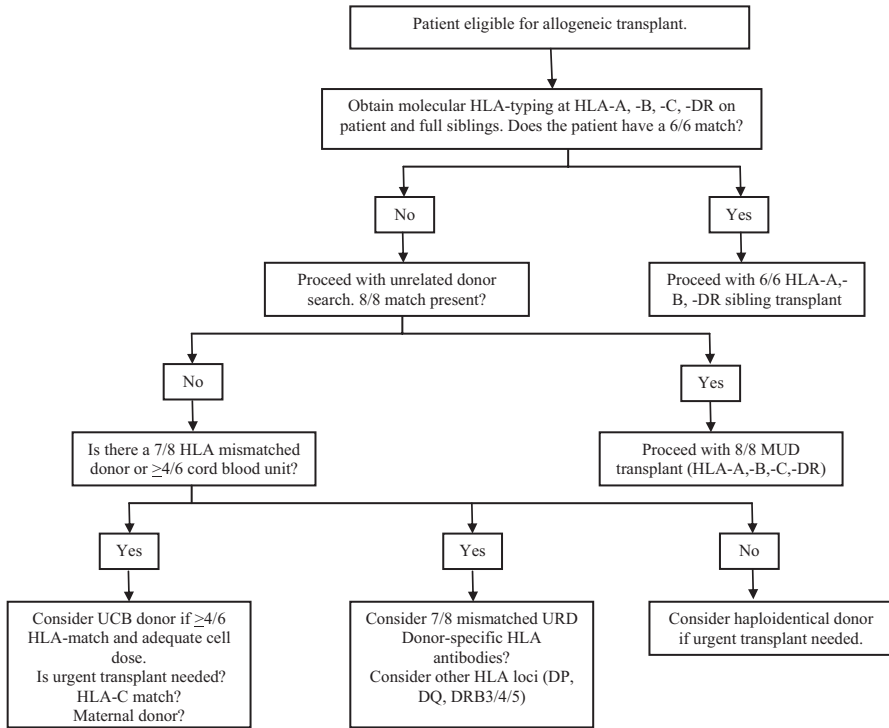 Patient eligible for allogeneic transplant.
Obtain molecular HLA-typing at HLA-A, -B, -C, -DR on
patient and full siblings. Does the patient have a 6/6 match?
No
Yes
Proceed with unrelated donor
search. 8/8 match present?
Proceed with 6/6 HLA-A,-
B, -DR sibling transplant
No
Yes
Is there a 7/8 HLA mismatched
donor or ≥4/6 cord blood unit?
Proceed with 8/8 MUD
transplant (HLA-A,-B,-C,-DR)
Yes
Yes
No
Consider UCB donor if ≥4/6
HLA-match and adequate cell
dose.
Is urgent transplant needed?
HLA-C match?
Maternal donor?
Consider 7/8 mismatched URD
Donor-specific HLA
antibodies?
Consider other HLA loci (DP,
DQ, DRB3/4/5)
Consider haploidentical donor
if urgent transplant needed.